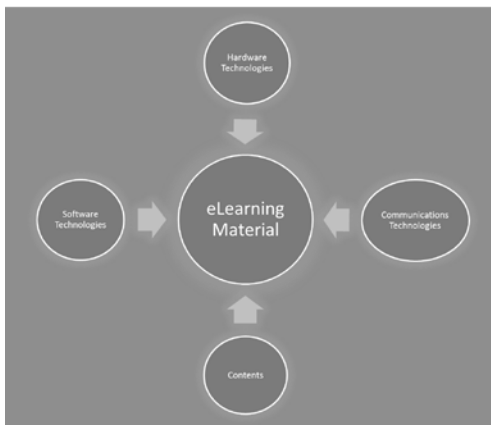 Hardware
Technologies
Software
Technologies
eLearning
Material
Communications
Technologies
Contents